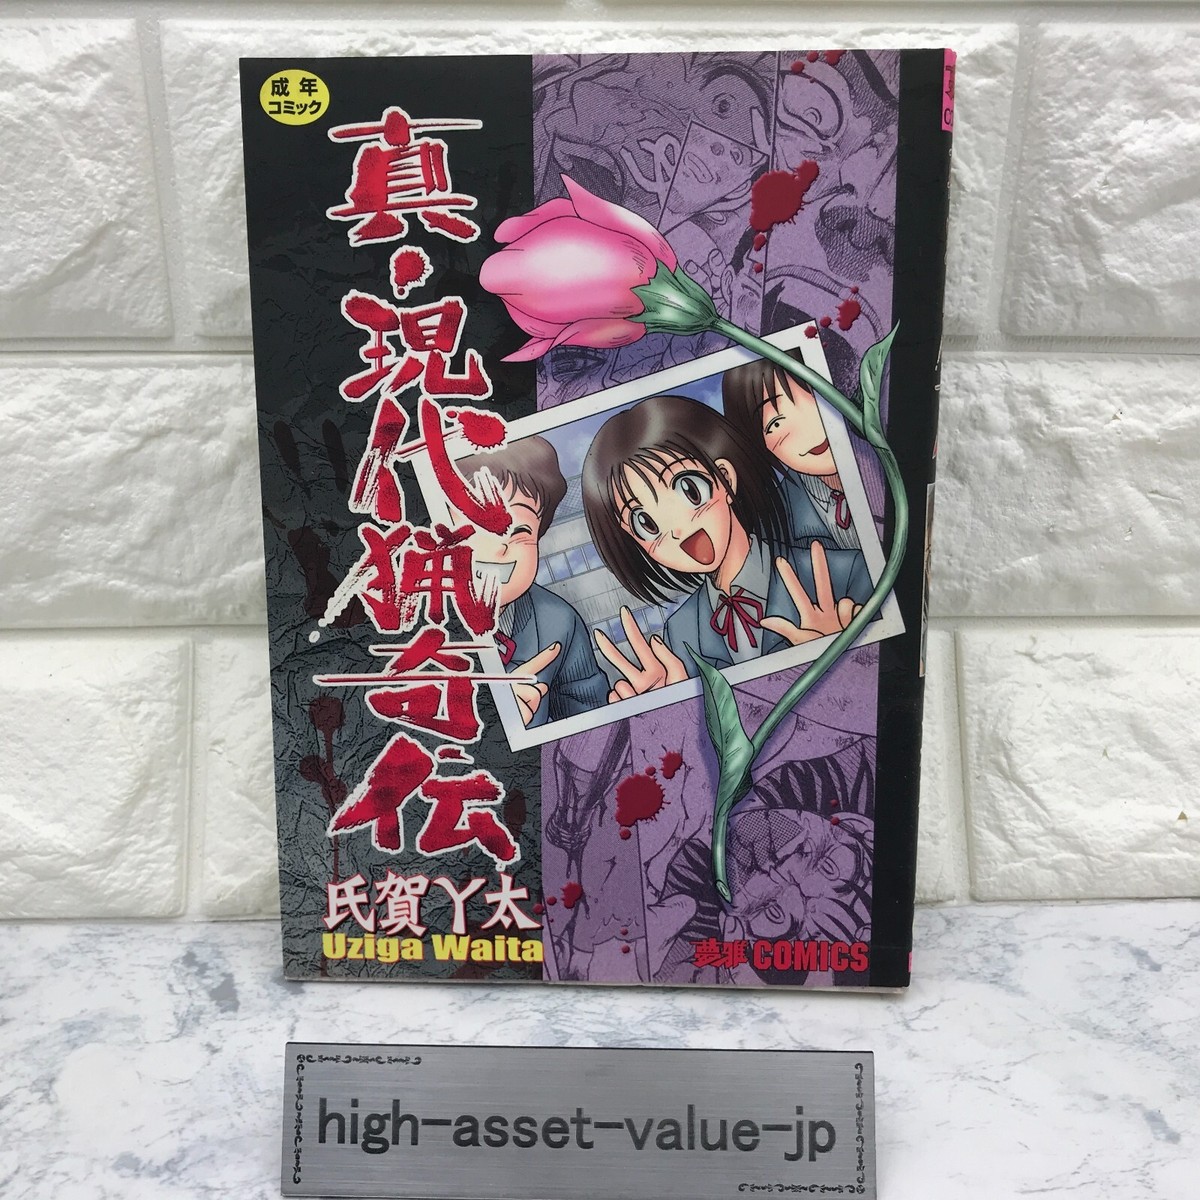 成年
コミック
真・現代猟奇伝
氏賀Y太
Uziga Waita
夢雅 COMICS
high-asset-value-jp